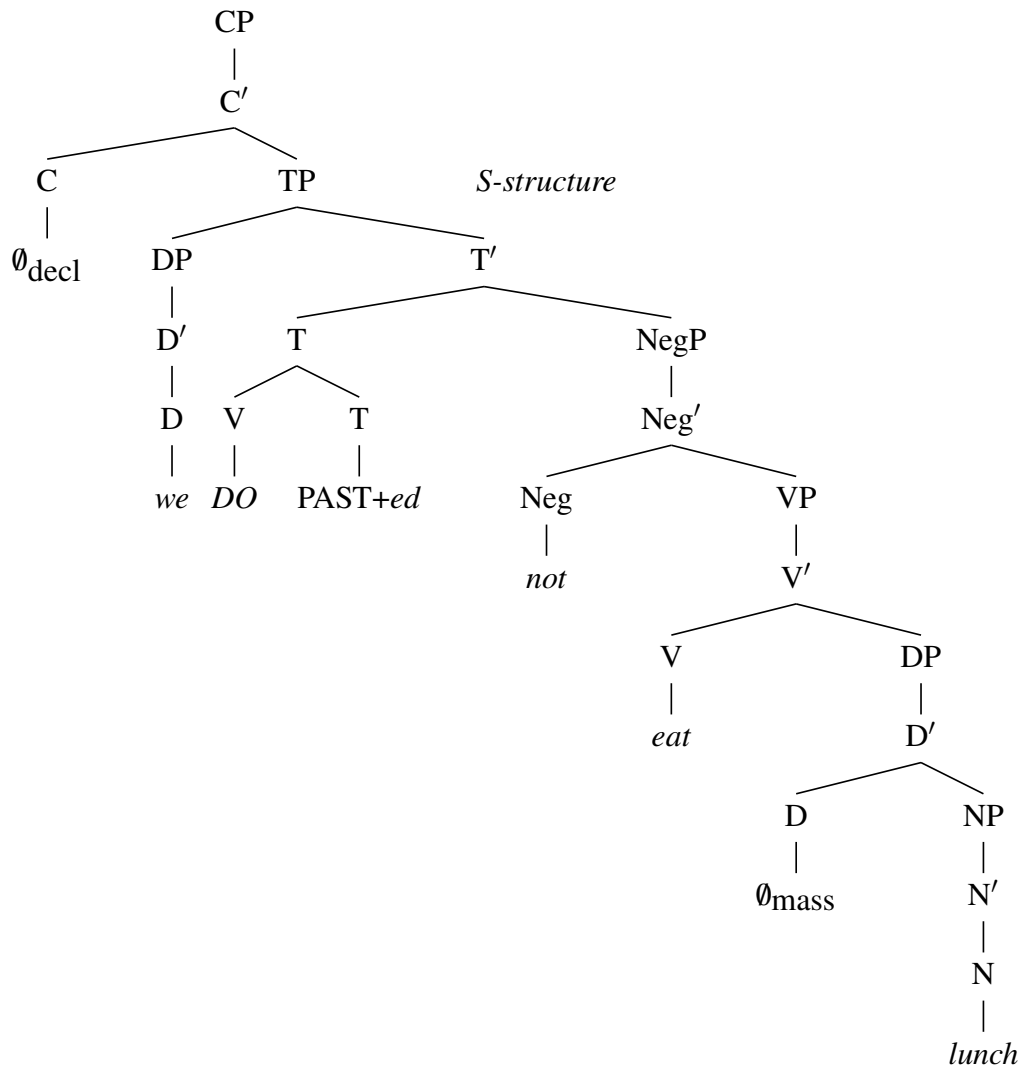 CP
C′
C TP S-structure
∅decl DP T′
D′ T NegP
D V T Neg′
we DO PAST+ed Neg VP
not V′
V DP
eat D′
D NP
∅mass N′
N
lunch